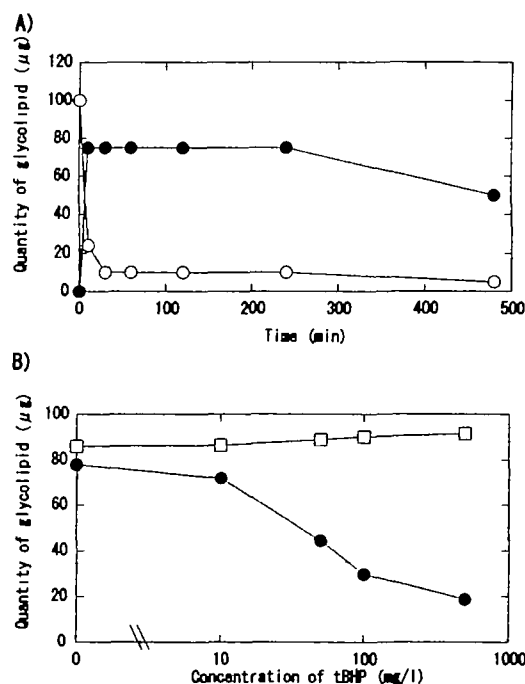 A)
Quantity of glycolipid (μg)
120
100
80
60
40
20
0
0 100 200 300 400 500
Time (min)
B)
Quantity of glycolipid (μg)
100
80
60
40
20
0
0 10 100 1000
Concentration of tBHP (mg/l)